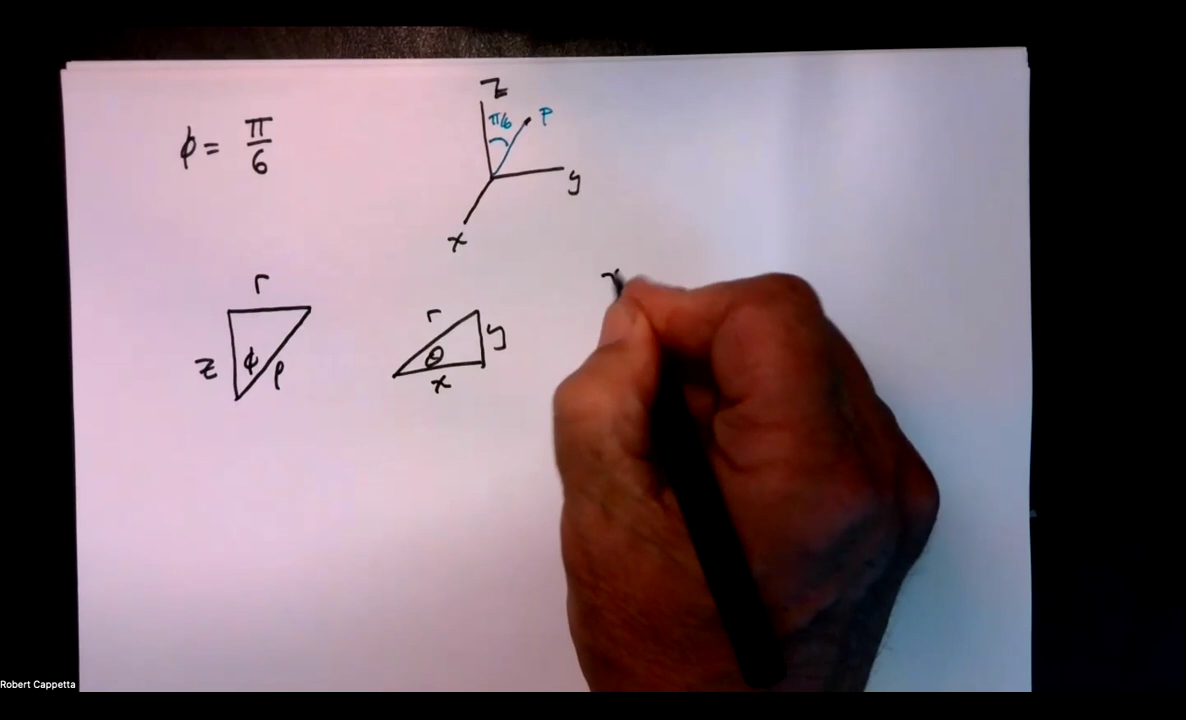 φ = π/6
z
π/6 P
y
x
r
z φ ρ
r
θ y
x
x
Robert Cappetta